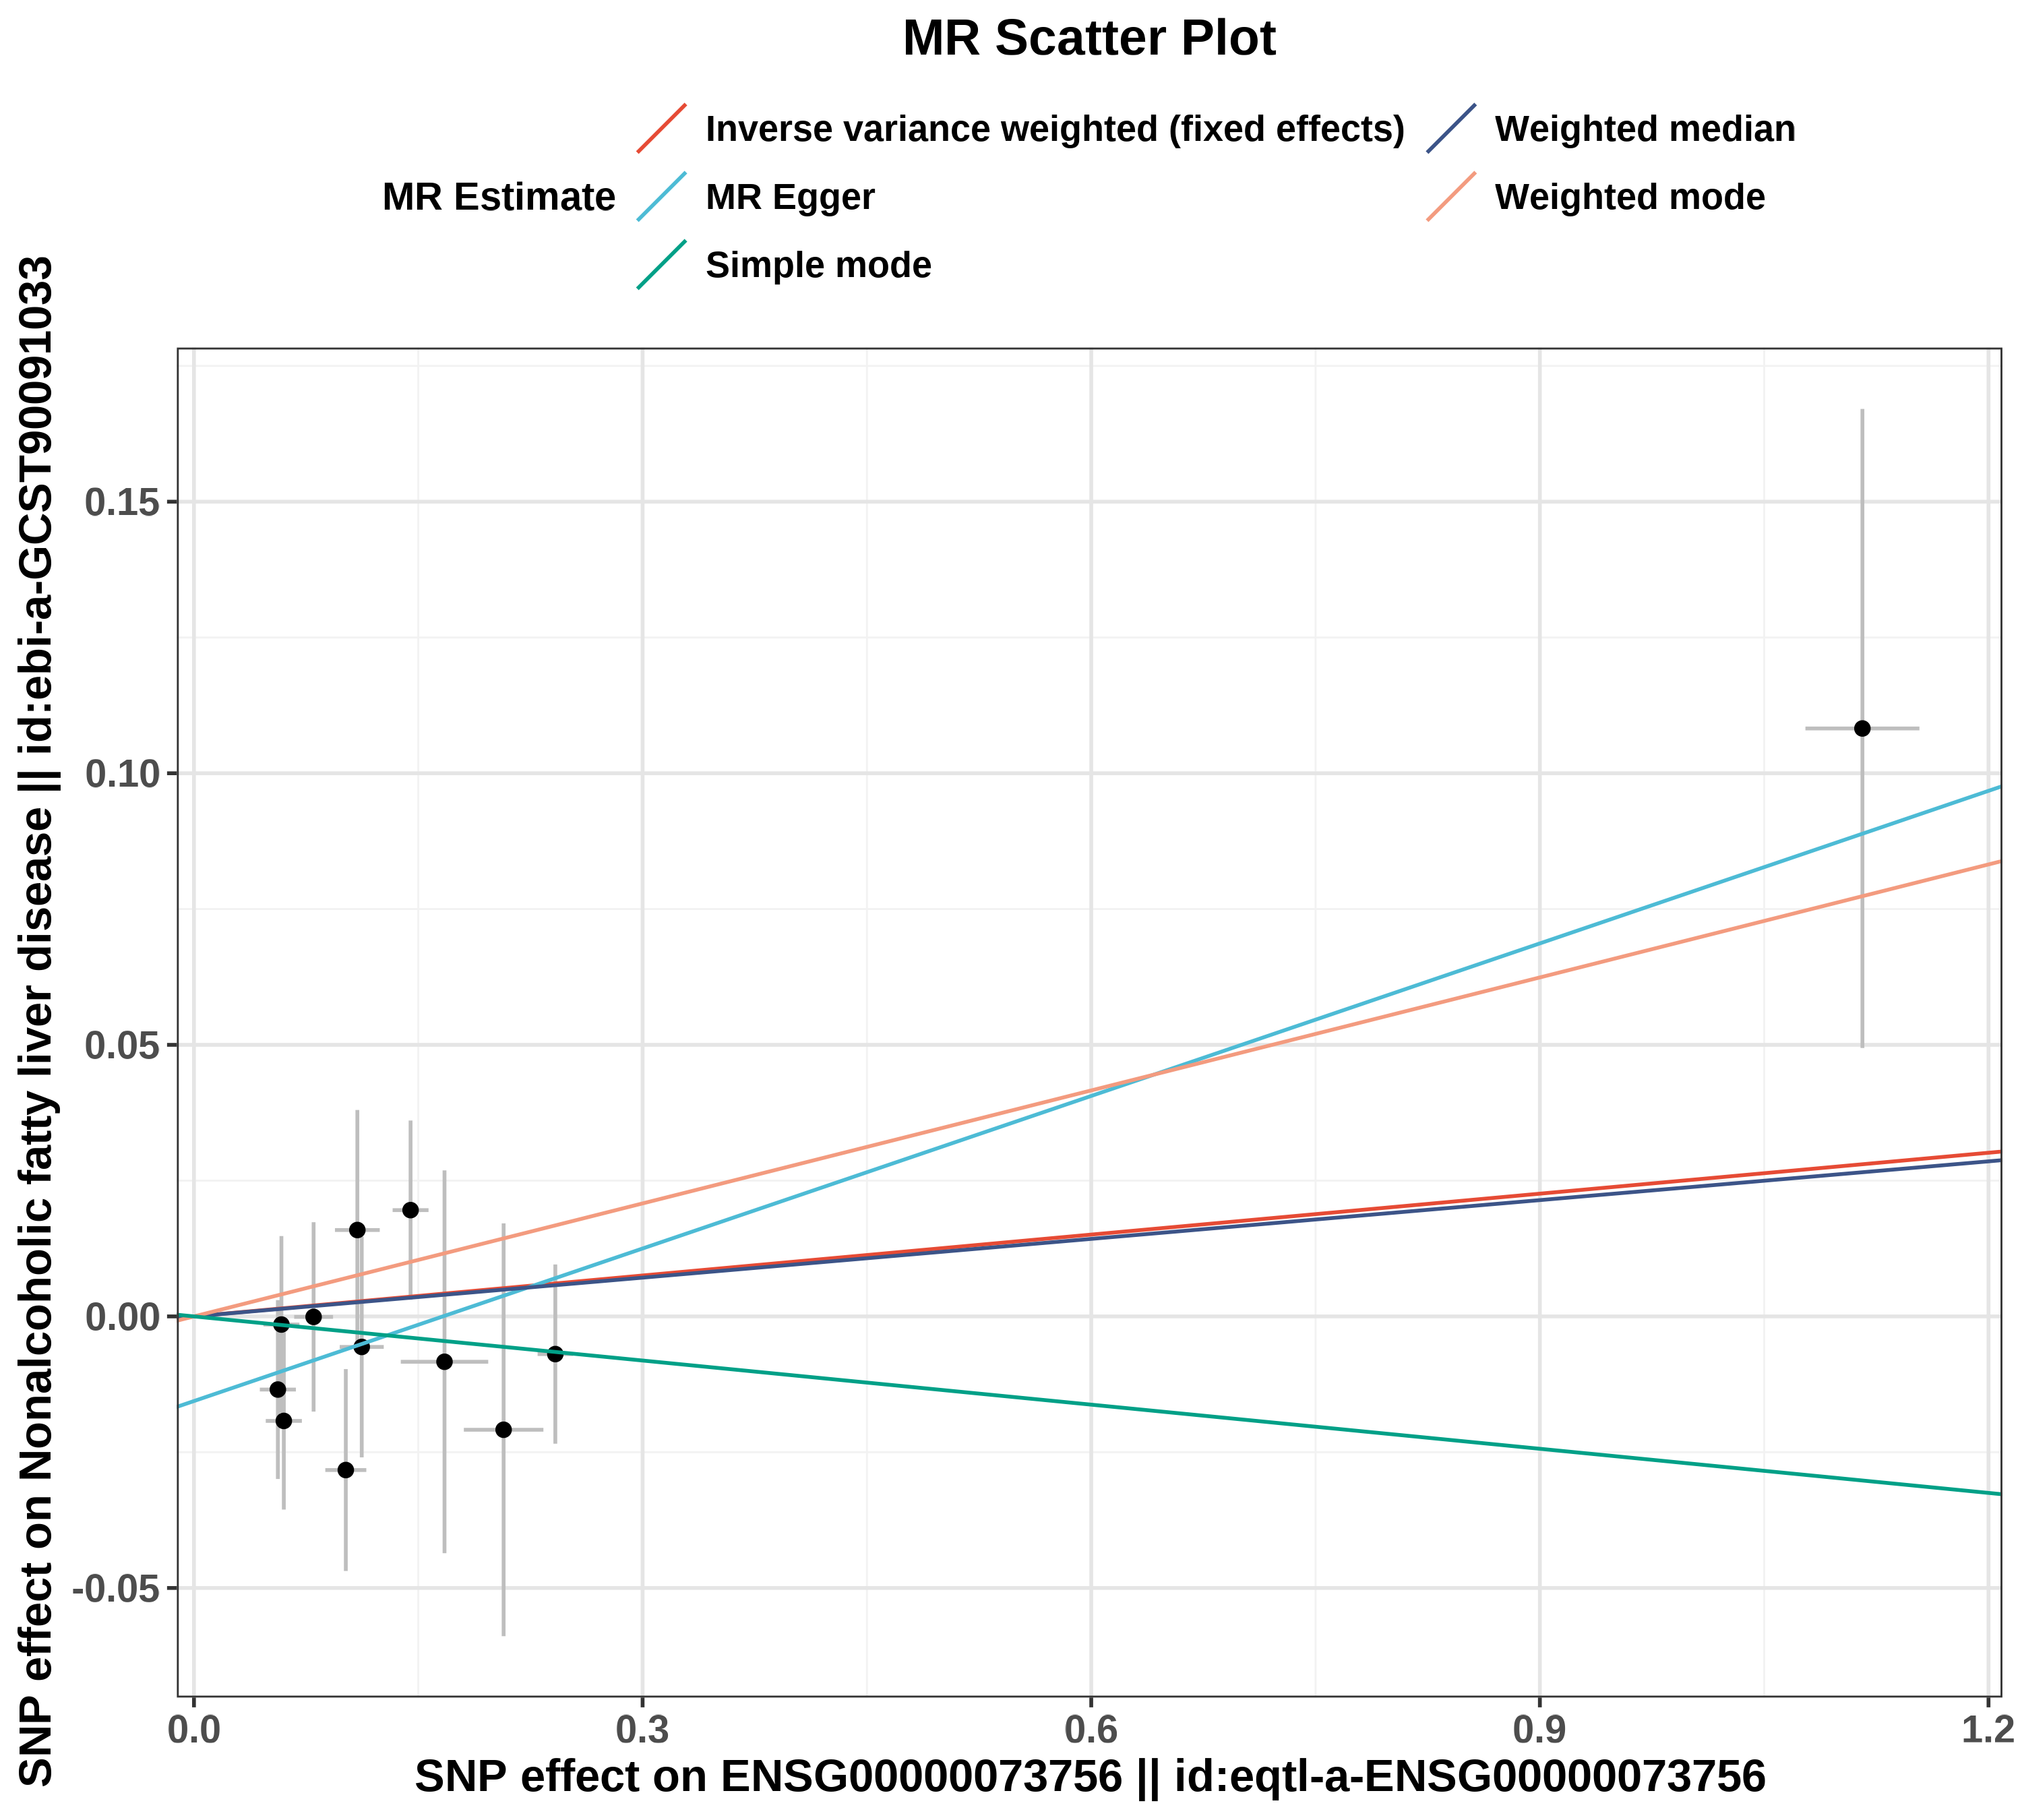 MR Scatter Plot
MR Estimate
Inverse variance weighted (fixed effects)
MR Egger
Simple mode
Weighted median
Weighted mode
SNP effect on Nonalcoholic fatty liver disease || id:ebi-a-GCST90091033
0.15
0.10
0.05
0.00
-0.05
0.0
0.3
0.6
0.9
1.2
SNP effect on ENSG00000073756 || id:eqtl-a-ENSG00000073756